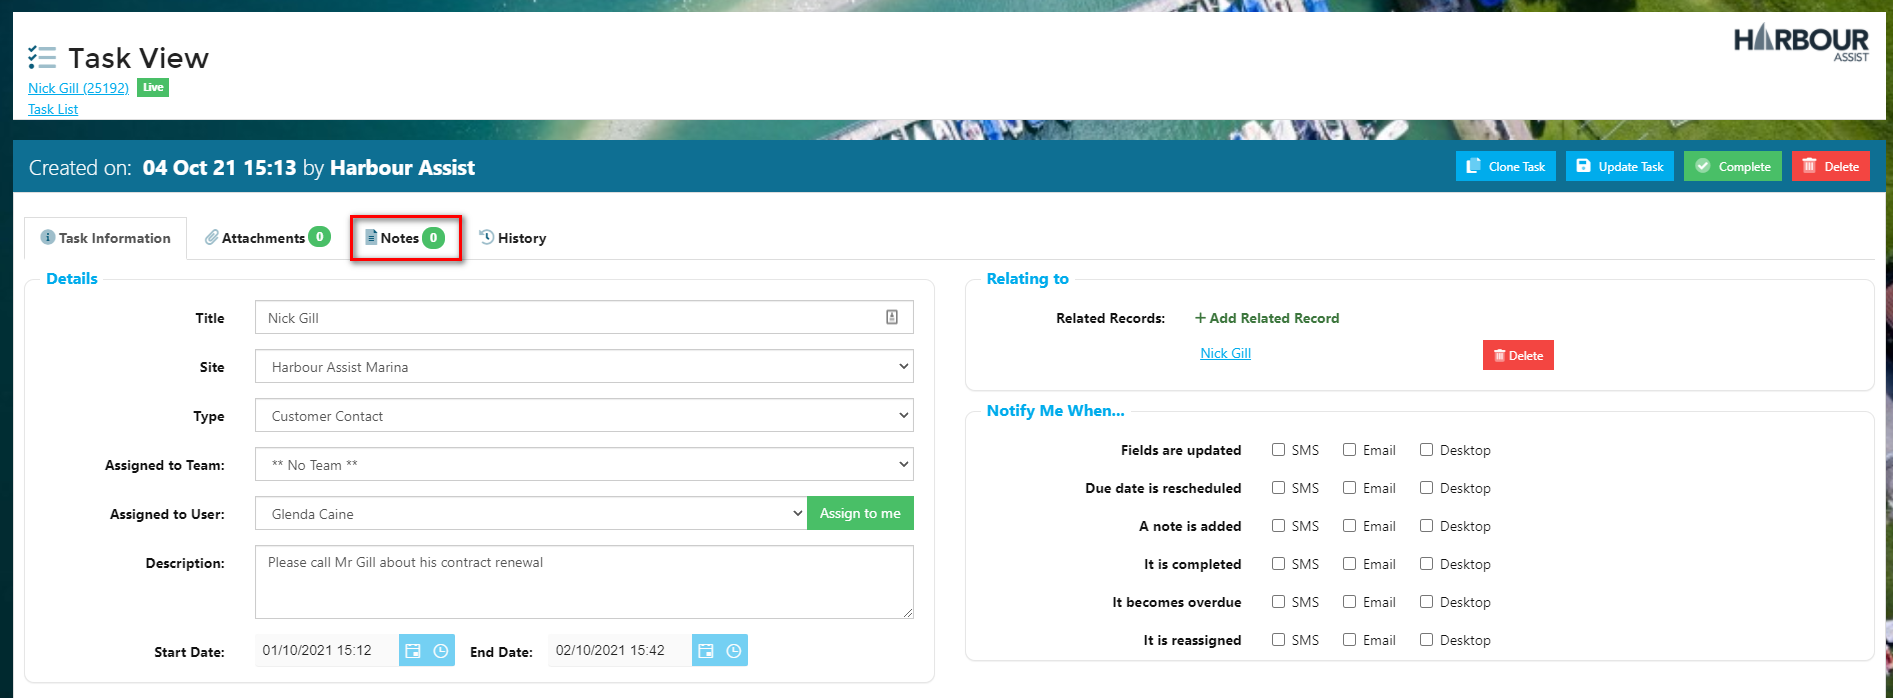 Task View
HARBOUR
ASSIST
Nick Gill (25192) Live
Task List
Created on: 04 Oct 21 15:13 by Harbour Assist
Clone Task Update Task Complete Delete
Task Information Attachments 0 Notes 0 History
Details
Title Nick Gill
Site Harbour Assist Marina
Type Customer Contact
Assigned to Team: ** No Team **
Assigned to User: Glenda Caine Assign to me
Description: Please call Mr Gill about his contract renewal
Start Date: 01/10/2021 15:12 End Date: 02/10/2021 15:42
Relating to
Related Records: + Add Related Record
Nick Gill Delete
Notify Me When...
Fields are updated SMS Email Desktop
Due date is rescheduled SMS Email Desktop
A note is added SMS Email Desktop
It is completed SMS Email Desktop
It becomes overdue SMS Email Desktop
It is reassigned SMS Email Desktop